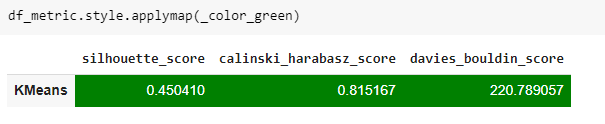 df_metric.style.applymap(_color_green)
silhouette_score calinski_harabasz_score davies_bouldin_score
KMeans 0.450410 0.815167 220.789057